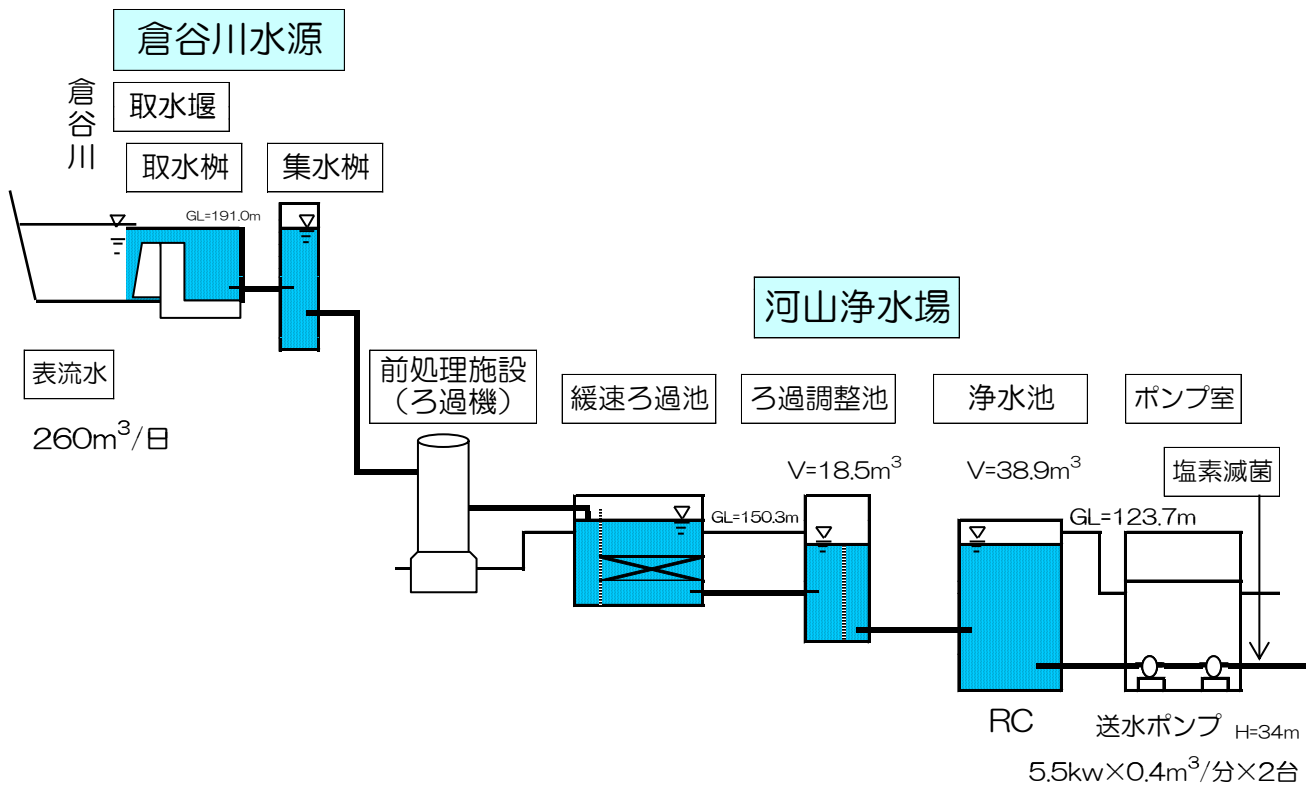 倉谷川水源
倉谷川
取水堰
取水桝
集水桝
GL=191.0m
河山浄水場
表流水
260m³/日
前処理施設
（ろ過機）
緩速ろ過池
ろ過調整池
浄水池
ポンプ室
V=18.5m³
V=38.9m³
塩素滅菌
GL=150.3m
GL=123.7m
RC
送水ポンプ H=34m
5.5kw×0.4m³/分×2台